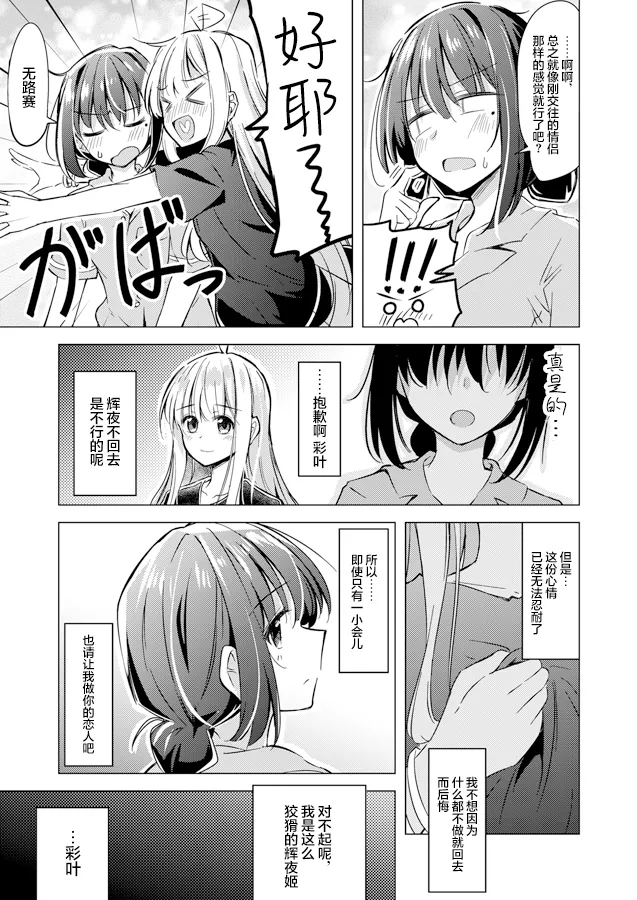 ……啊啊，
总之就像刚交往的情侣
那样的感觉就行了吧？
!!!
好耶~~
无路赛
がばっ
真是的…
……抱歉啊 彩叶
辉夜不回去
是不行的呢
但是…
这份心情
已经无法忍耐了
我不想因为
什么都不做就回去
而后悔
所以……
即使只有一小会儿
也请让我做你的恋人吧
对不起呢，
我是这么
狡猾的辉夜姬
…彩叶